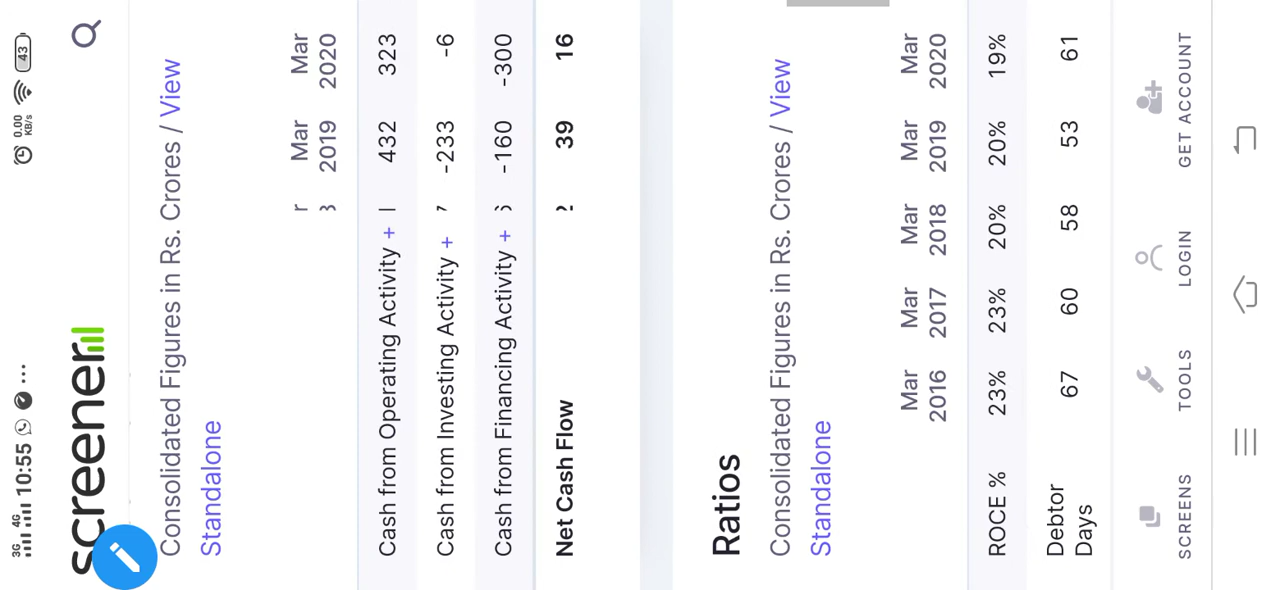 3G 4G 10:55 ... 0.00 KB/s 43
screener
Consolidated Figures in Rs. Crores / View
Standalone
Mar Mar
2019 2020
Cash from Operating Activity + 432 323
Cash from Investing Activity + -233 -6
Cash from Financing Activity + -160 -300
Net Cash Flow 39 16
Ratios
Consolidated Figures in Rs. Crores / View
Standalone
Mar Mar Mar Mar Mar
2016 2017 2018 2019 2020
ROCE % 23% 23% 20% 20% 19%
Debtor
Days 67 60 58 53 61
SCREENS TOOLS LOGIN GET ACCOUNT